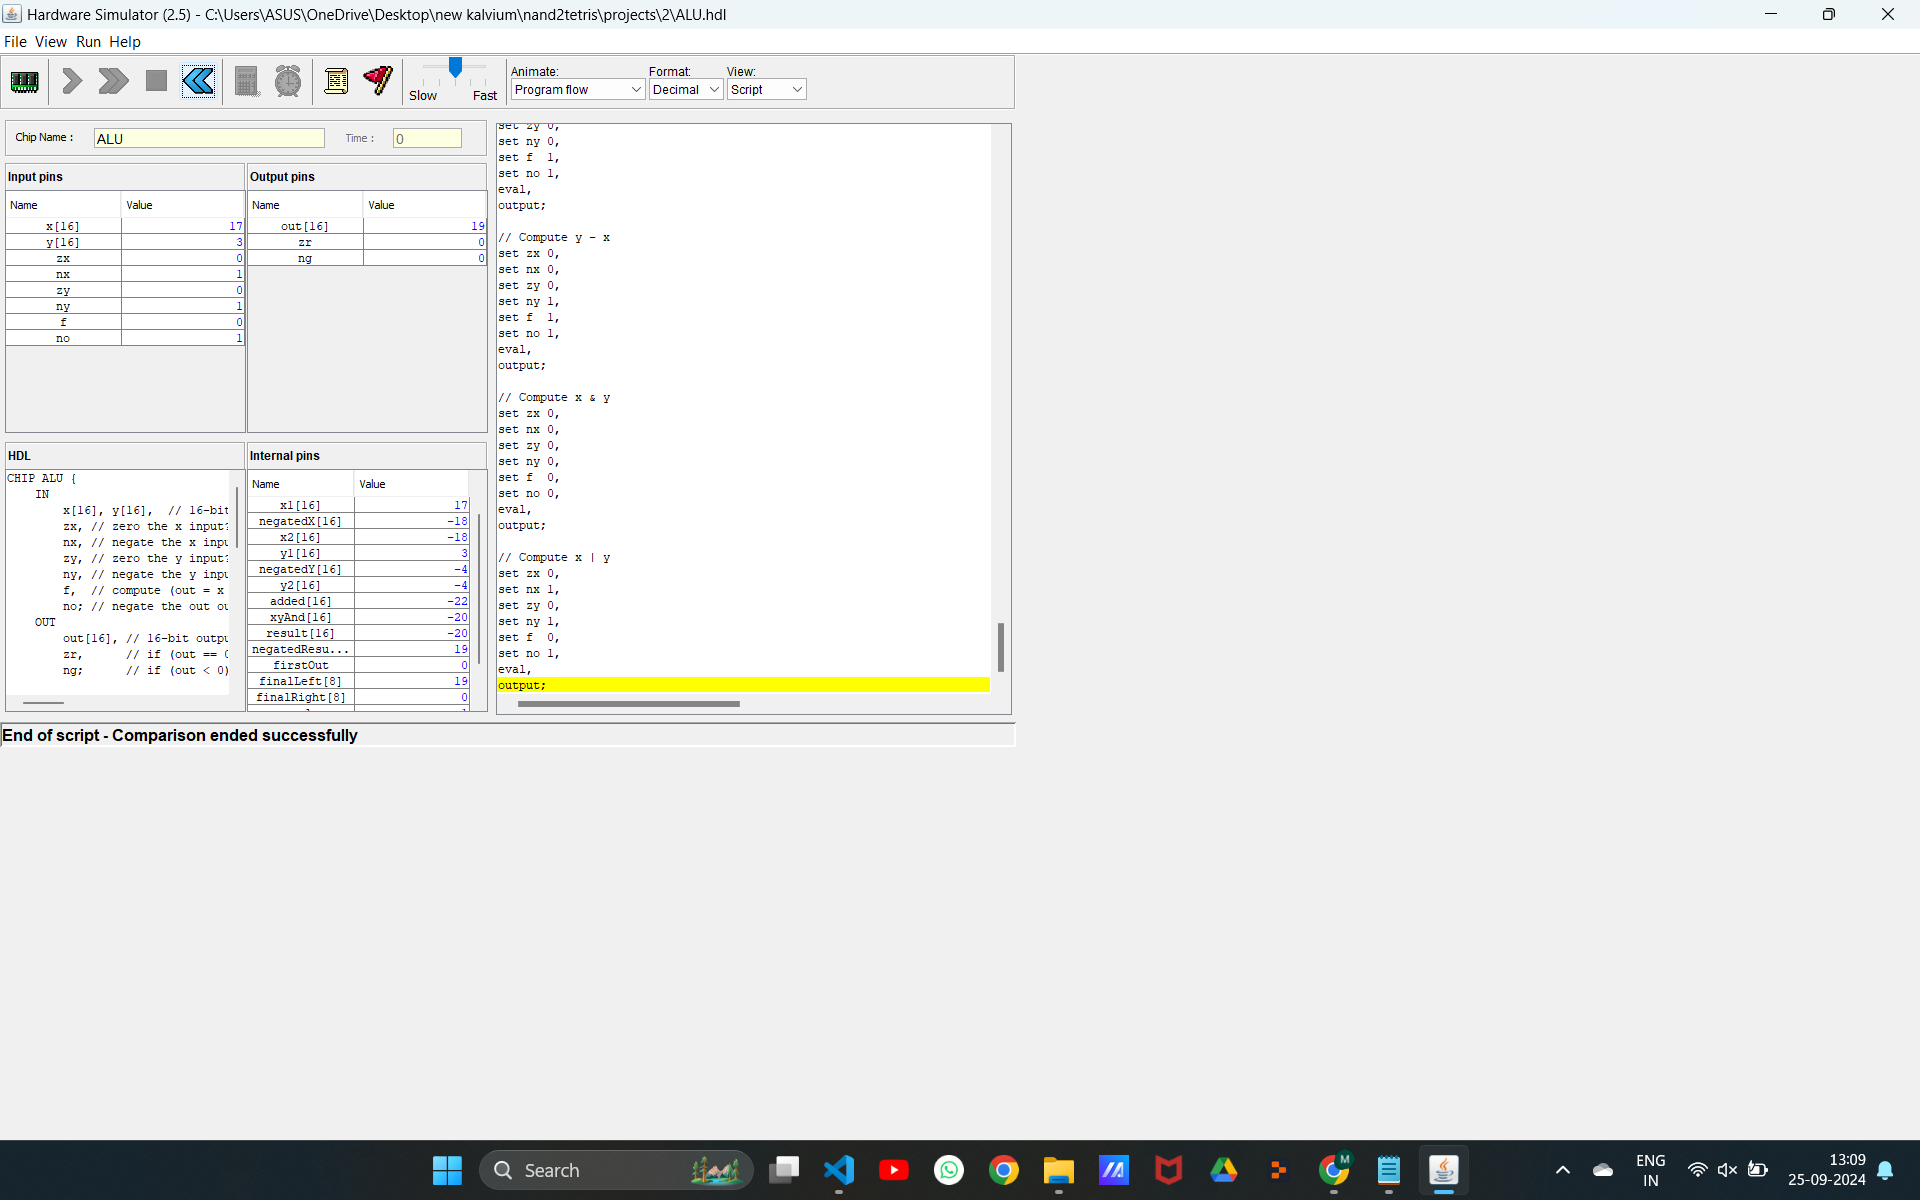 Hardware Simulator (2.5) - C:\Users\ASUS\OneDrive\Desktop\new kalvium\nand2tetris\projects\2\ALU.hdl
File View Run Help
Slow Fast
Animate:
Program flow
Format:
Decimal
View:
Script
Chip Name : ALU Time : 0
Input pins
Name Value
x[16] 17
y[16] 3
zx 0
nx 1
zy 0
ny 1
f 0
no 1
Output pins
Name Value
out[16] 19
zr 0
ng 0
HDL
CHIP ALU {
IN
x[16], y[16], // 16-bit
zx, // zero the x input?
nx, // negate the x inpu
zy, // zero the y input?
ny, // negate the y inpu
f, // compute (out = x
no; // negate the out ou
OUT
out[16], // 16-bit outpu
zr, // if (out == 0
ng; // if (out < 0)
Internal pins
Name Value
x1[16] 17
negatedX[16] -18
x2[16] -18
y1[16] 3
negatedY[16] -4
y2[16] -4
added[16] -22
xyAnd[16] -20
result[16] -20
negatedResu... 19
firstOut 0
finalLeft[8] 19
finalRight[8] 0
set zy 0,
set ny 0,
set f 1,
set no 1,
eval,
output;
// Compute y - x
set zx 0,
set nx 0,
set zy 0,
set ny 1,
set f 1,
set no 1,
eval,
output;
// Compute x & y
set zx 0,
set nx 0,
set zy 0,
set ny 0,
set f 0,
set no 0,
eval,
output;
// Compute x | y
set zx 0,
set nx 1,
set zy 0,
set ny 1,
set f 0,
set no 1,
eval,
output;
End of script - Comparison ended successfully
Search
M
ENG
IN
13:09
25-09-2024